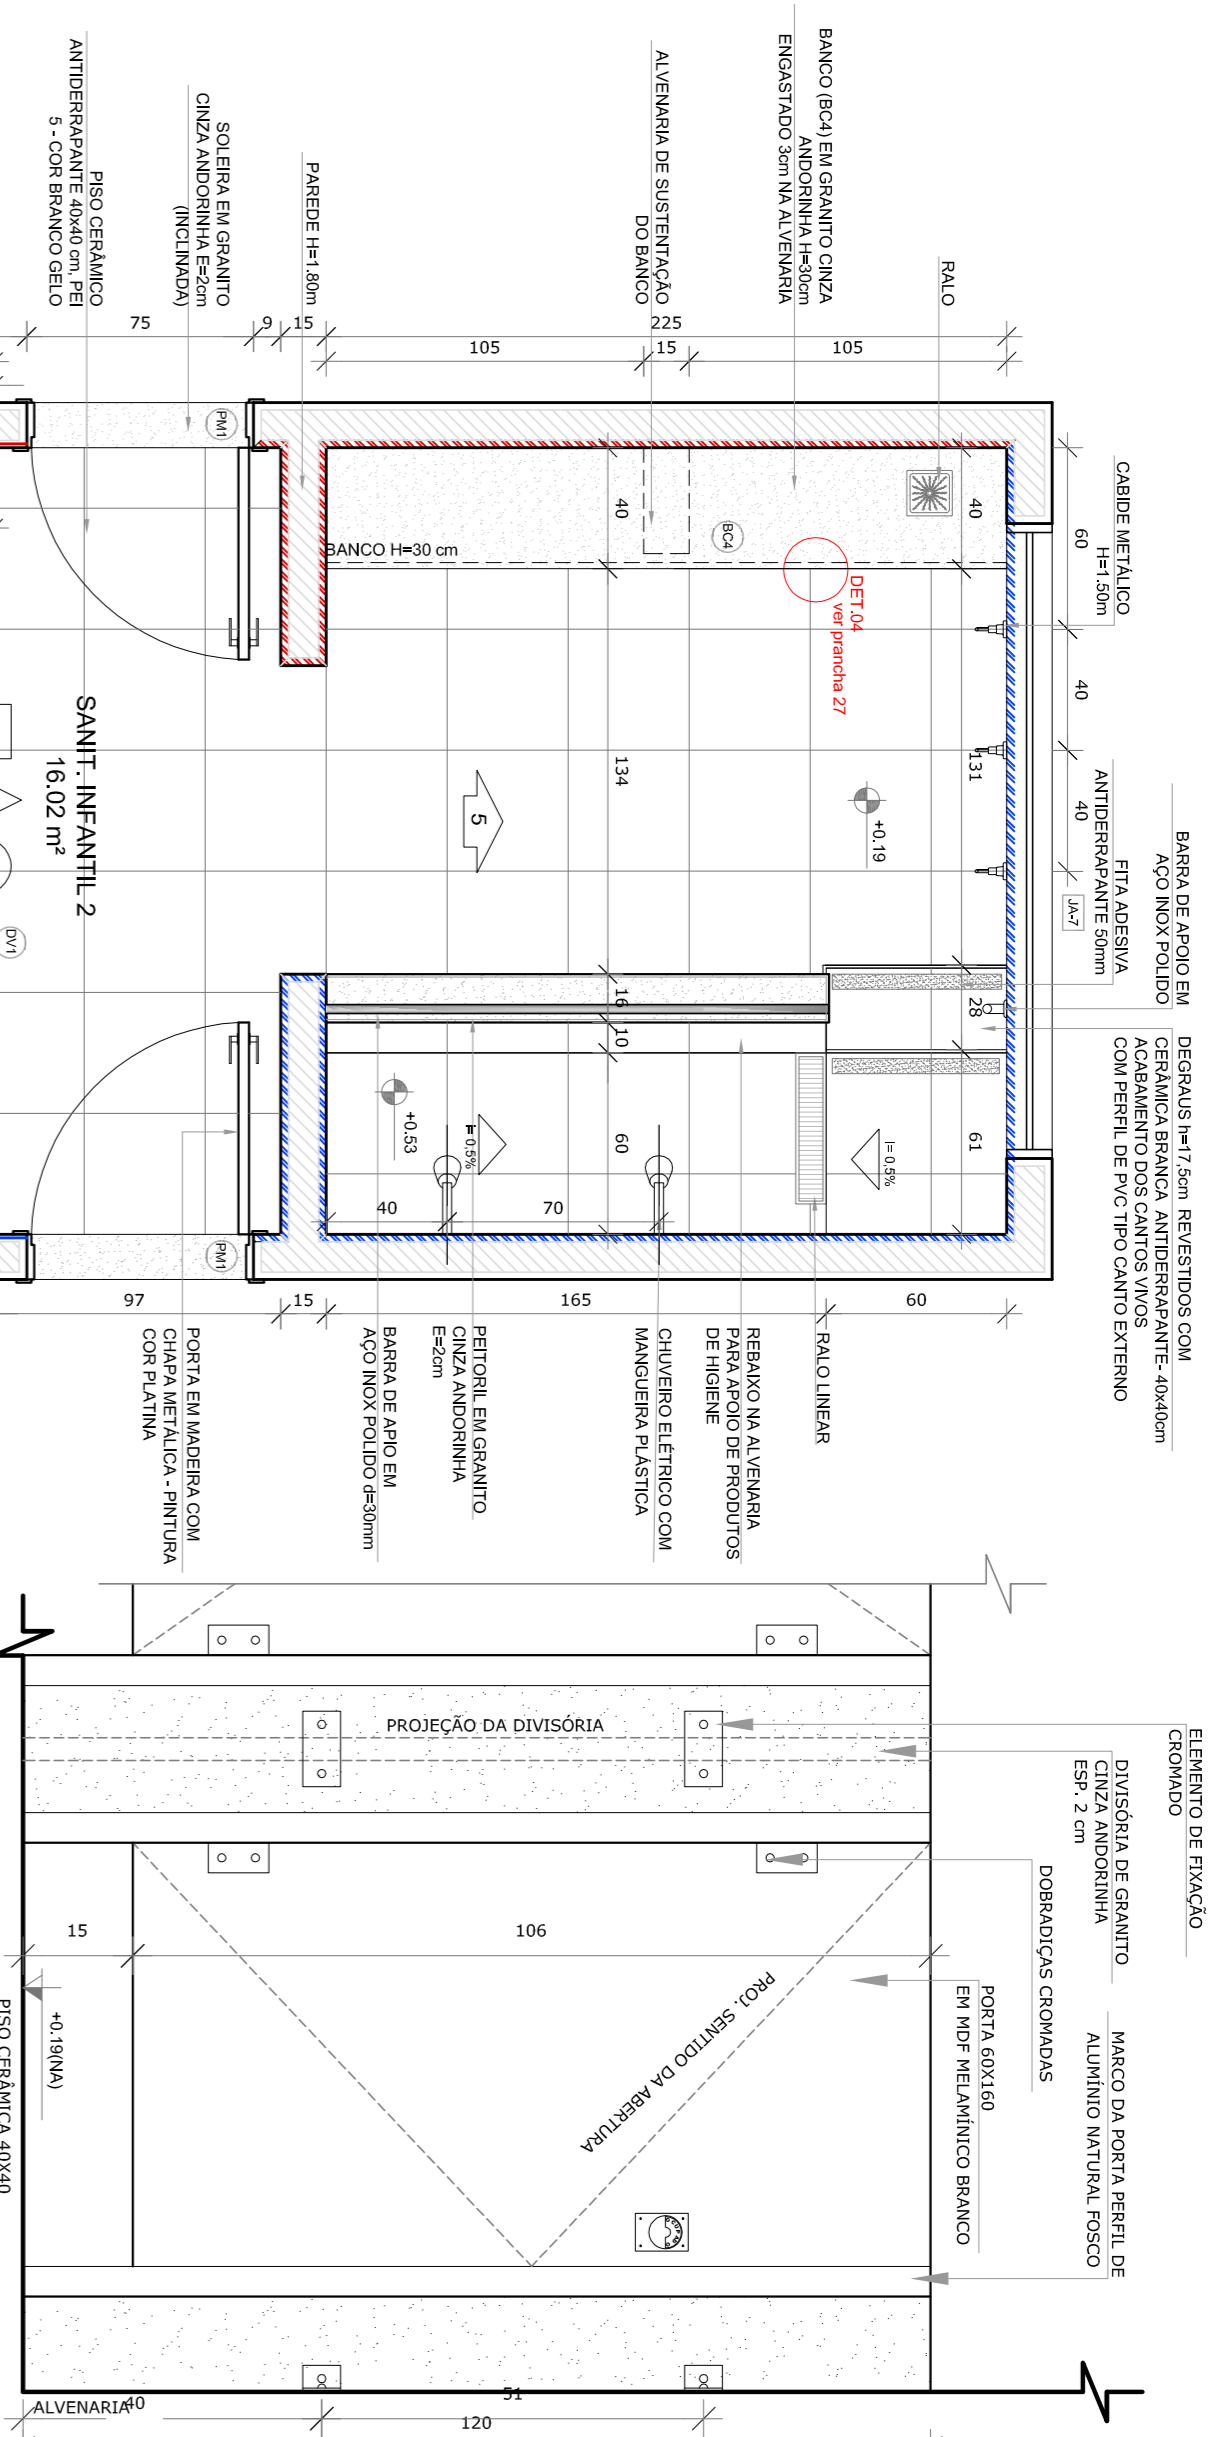 BARRA DE APOIO EM
AÇO INOX POLIDO
DEGRAUS h=17,5cm REVESTIDOS COM
CERÂMICA BRANCA ANTIDERRAPANTE- 40x40cm
ACABAMENTO DOS CANTOS VIVOS
COM PERFIL DE PVC TIPO CANTO EXTERNO
CABIDE METÁLICO
H=1.50m
FITA ADESIVA
ANTIDERRAPANTE 50mm
60
40
40
JA-7
RALO
BANCO (BC4) EM GRANITO CINZA
ANDORINHA H=30cm
ENGASTADO 3cm NA ALVENARIA
ALVENARIA DE SUSTENTAÇÃO
DO BANCO
PAREDE H=1.80m
SOLEIRA EM GRANITO
CINZA ANDORINHA E=2cm
(INCLINADA)
PISO CERÂMICO
ANTIDERRAPANTE 40x40 cm, PEI
5 - COR BRANCO GELO
225
105
15
105
15
9
75
40
131
28
61
BC4
DET.04
ver prancha 27
+0.19
I= 0,5%
40
134
16
10
60
BANCO H=30 cm
5
+0.53
i= 0,5%
40
70
PM1
PM1
SANIT. INFANTIL 2
16.02 m²
DV1
60
165
15
97
RALO LINEAR
REBAIXO NA ALVENARIA
PARA APOIO DE PRODUTOS
DE HIGIENE
CHUVEIRO ELÉTRICO COM
MANGUEIRA PLÁSTICA
PEITORIL EM GRANITO
CINZA ANDORINHA
E=2cm
BARRA DE APIO EM
AÇO INOX POLIDO d=30mm
PORTA EM MADEIRA COM
CHAPA METÁLICA - PINTURA
COR PLATINA
ELEMENTO DE FIXAÇÃO
CROMADO
DIVISÓRIA DE GRANITO
CINZA ANDORINHA
ESP. 2 cm
MARCO DA PORTA PERFIL DE
ALUMÍNIO NATURAL FOSCO
DOBRADIÇAS CROMADAS
PORTA 60X160
EM MDF MELAMÍNICO BRANCO
PROJEÇÃO DA DIVISÓRIA
PROJ. SENTIDO DA ABERTURA
106
15
+0.19(NA)
PISO CERÂMICA 40X40
51
120
40
ALVENARIA